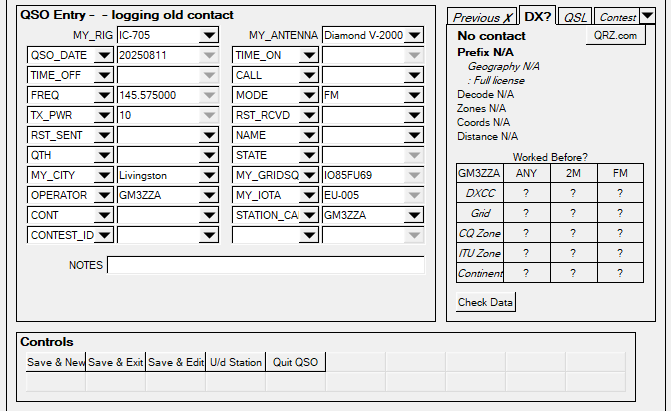 QSO Entry - - logging old contact
MY_RIG IC-705 MY_ANTENNA Diamond V-2000
QSO_DATE 20250811 TIME_ON
TIME_OFF CALL
FREQ 145.575000 MODE FM
TX_PWR 10 RST_RCVD
RST_SENT NAME
QTH STATE
MY_CITY Livingston MY_GRIDSQ IO85FU69
OPERATOR GM3ZZA MY_IOTA EU-005
CONT STATION_CA GM3ZZA
CONTEST_ID
NOTES
Previous X DX? QSL Contest
No contact QRZ.com
Prefix N/A
Geography N/A
: Full license
Decode N/A
Zones N/A
Coords N/A
Distance N/A
Worked Before?
GM3ZZA ANY 2M FM
DXCC ? ? ?
Grid ? ? ?
CQ Zone ? ? ?
ITU Zone ? ? ?
Continent ? ? ?
Check Data
Controls
Save & New Save & Exit Save & Edit U/d Station Quit QSO